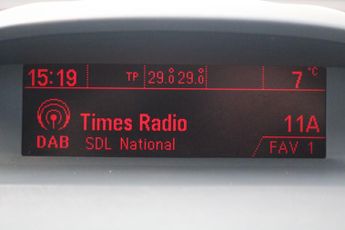 15:19 TP 29.0 29.0 7 °C
Times Radio 11A
DAB SDL National FAV 1